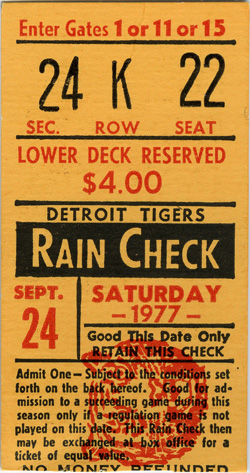 Enter Gates 1 or 11 or 15
24 K 22
SEC. ROW SEAT
LOWER DECK RESERVED
$4.00
DETROIT TIGERS
RAIN CHECK
SEPT. SATURDAY
24 -1977-
Good This Date Only
RETAIN THIS CHECK
Admit One— Subject to the conditions set
forth on the back hereof. Good for ad-
mission to a succeeding game during this
season only if a regulation game is not
played on this date. This Rain Check then
may be exchanged at box office for a
ticket of equal value.
NO MONEY REFUNDED